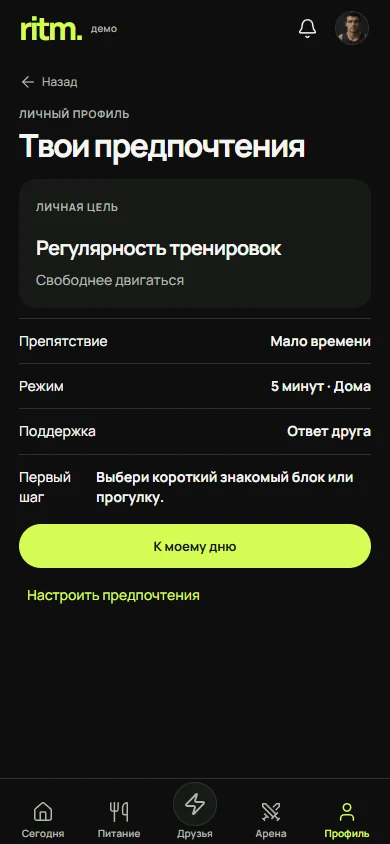 ritm. демо
Назад
ЛИЧНЫЙ ПРОФИЛЬ
Твои предпочтения
ЛИЧНАЯ ЦЕЛЬ
Регулярность тренировок
Свободнее двигаться
Препятствие Мало времени
Режим 5 минут · Дома
Поддержка Ответ друга
Первый шаг Выбери короткий знакомый блок или прогулку.
К моему дню
Настроить предпочтения
Сегодня Питание Друзья Арена Профиль